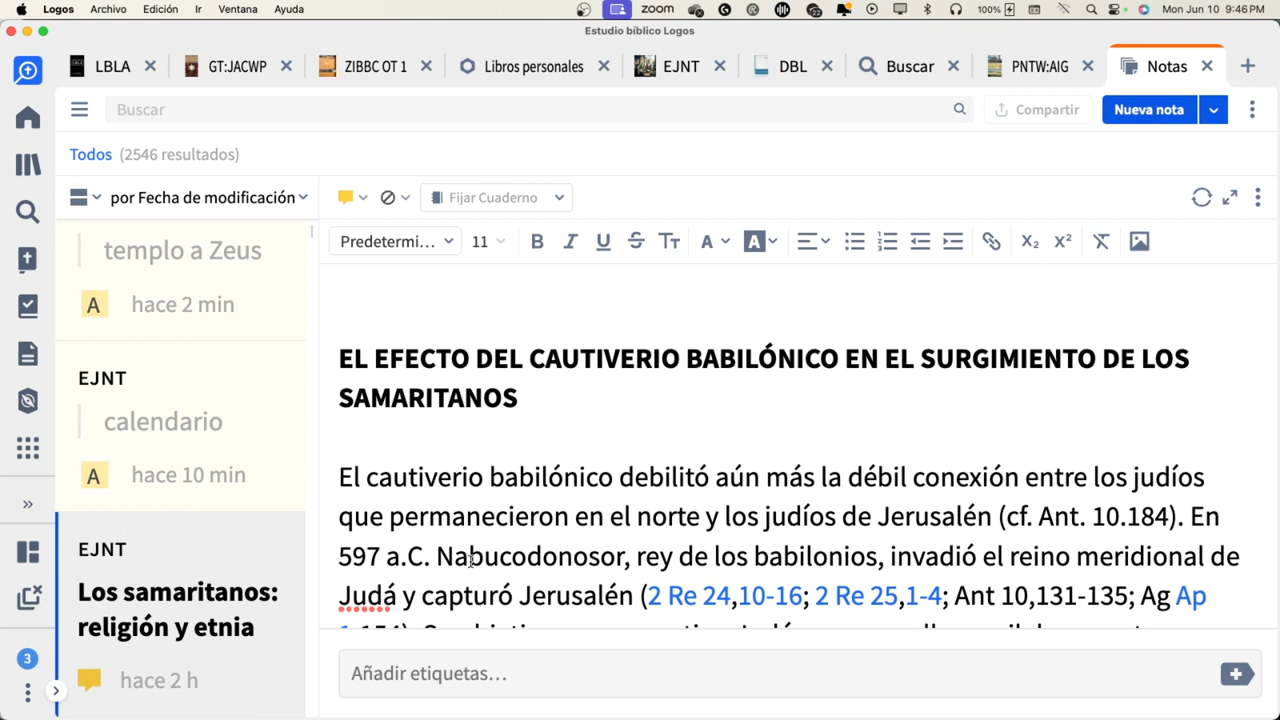 Logos Archivo Edición Ir Ventana Ayuda zoom 100% Mon Jun 10 9:46 PM
Estudio bíblico Logos
LBLA GT:JACWP ZIBBC OT 1 Libros personales EJNT DBL Buscar PNTW:AIG Notas
Buscar Compartir Nueva nota
Todos (2546 resultados)
por Fecha de modificación Fijar Cuaderno
Predetermi... 11 B I U S Tт A A X₂ X²
templo a Zeus
A hace 2 min
EJNT
calendario
A hace 10 min
EJNT
Los samaritanos:
religión y etnia
hace 2 h
3
EL EFECTO DEL CAUTIVERIO BABILÓNICO EN EL SURGIMIENTO DE LOS
SAMARITANOS
El cautiverio babilónico debilitó aún más la débil conexión entre los judíos
que permanecieron en el norte y los judíos de Jerusalén (cf. Ant. 10.184). En
597 a.C. Nabucodonosor, rey de los babilonios, invadió el reino meridional de
Judá y capturó Jerusalén (2 Re 24,10-16; 2 Re 25,1-4; Ant 10,131-135; Ag Ap
Añadir etiquetas...